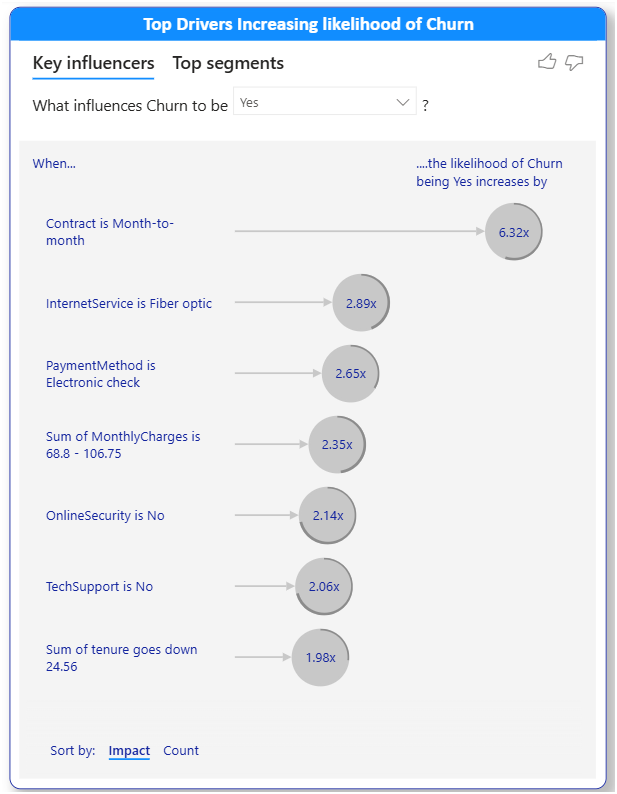 Top Drivers Increasing likelihood of Churn
Key influencers Top segments
What influences Churn to be Yes ?
When...
....the likelihood of Churn
being Yes increases by
Contract is Month-to-
month
6.32x
InternetService is Fiber optic
2.89x
PaymentMethod is
Electronic check
2.65x
Sum of MonthlyCharges is
68.8 - 106.75
2.35x
OnlineSecurity is No
2.14x
TechSupport is No
2.06x
Sum of tenure goes down
24.56
1.98x
Sort by: Impact Count